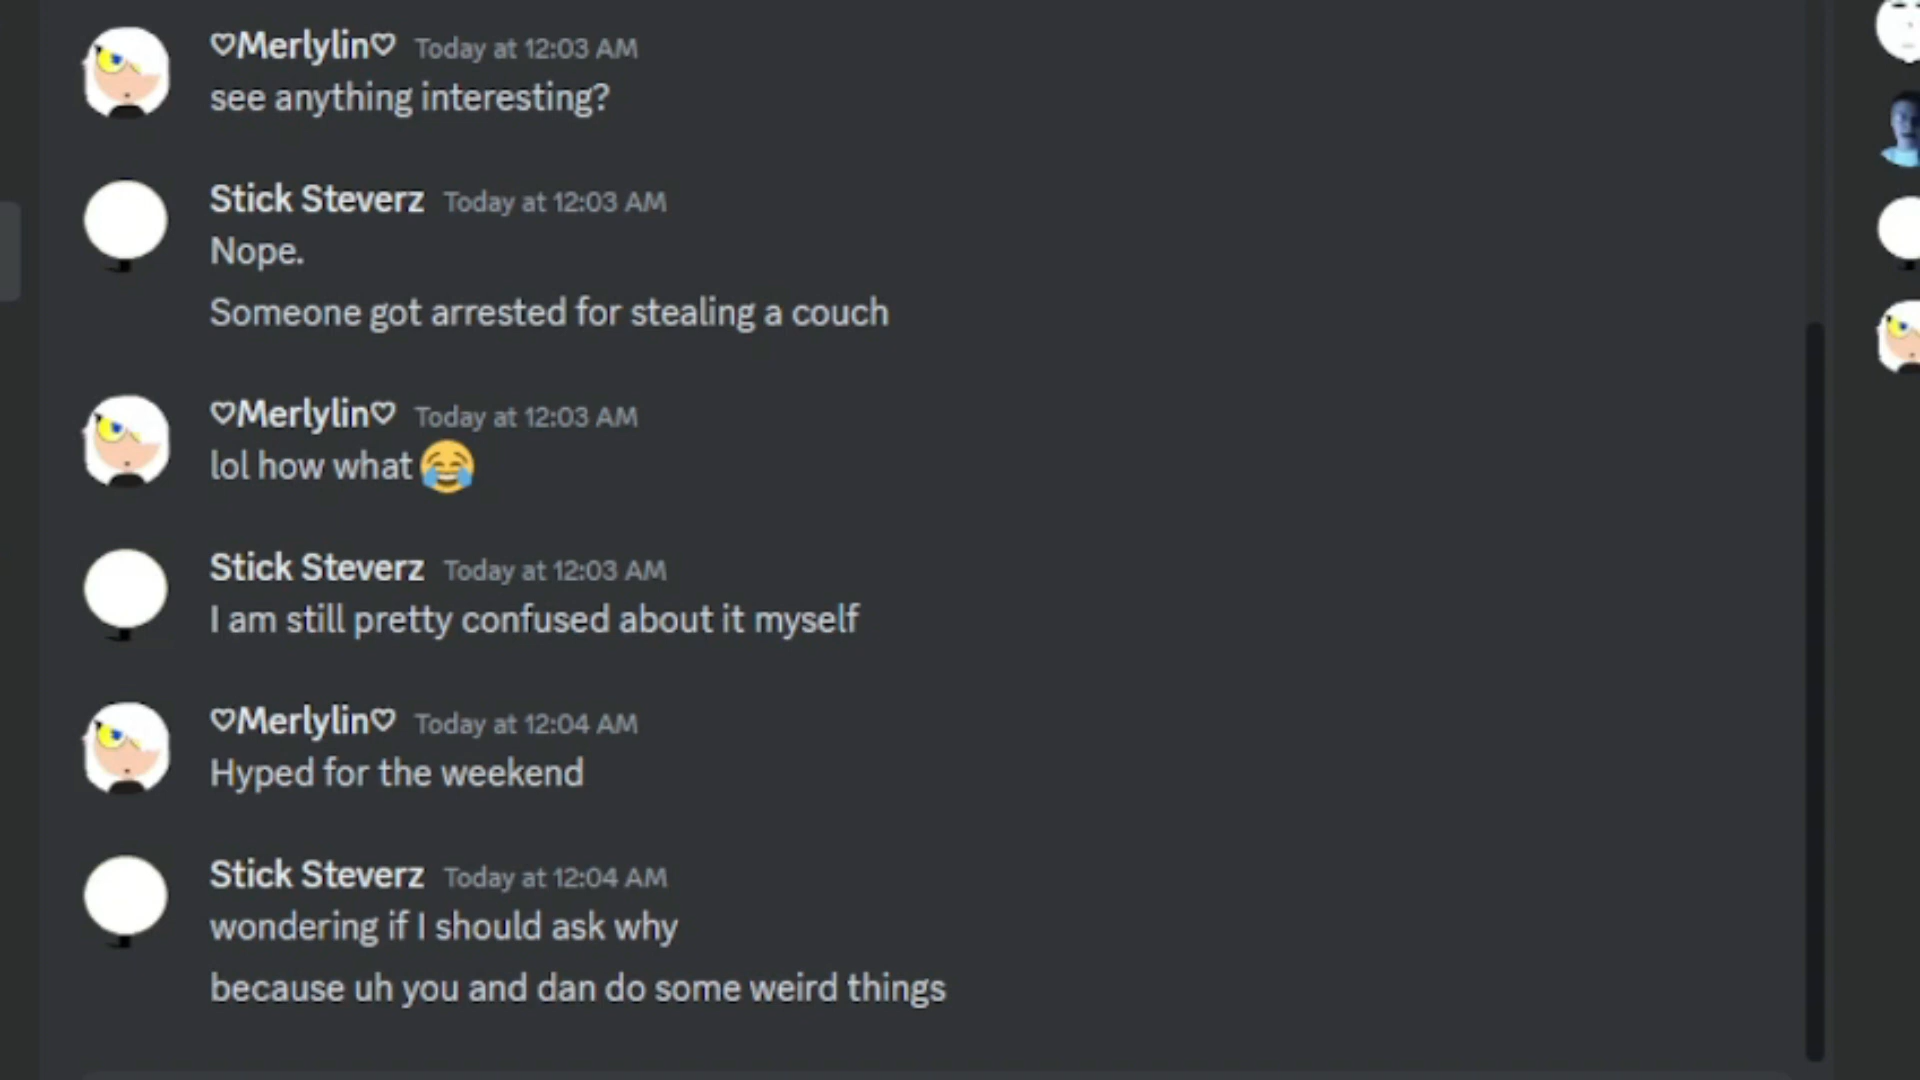 ♡Merlylin♡ Today at 12:03 AM
see anything interesting?
Stick Steverz Today at 12:03 AM
Nope.
Someone got arrested for stealing a couch
♡Merlylin♡ Today at 12:03 AM
lol how what 😂
Stick Steverz Today at 12:03 AM
I am still pretty confused about it myself
♡Merlylin♡ Today at 12:04 AM
Hyped for the weekend
Stick Steverz Today at 12:04 AM
wondering if I should ask why
because uh you and dan do some weird things